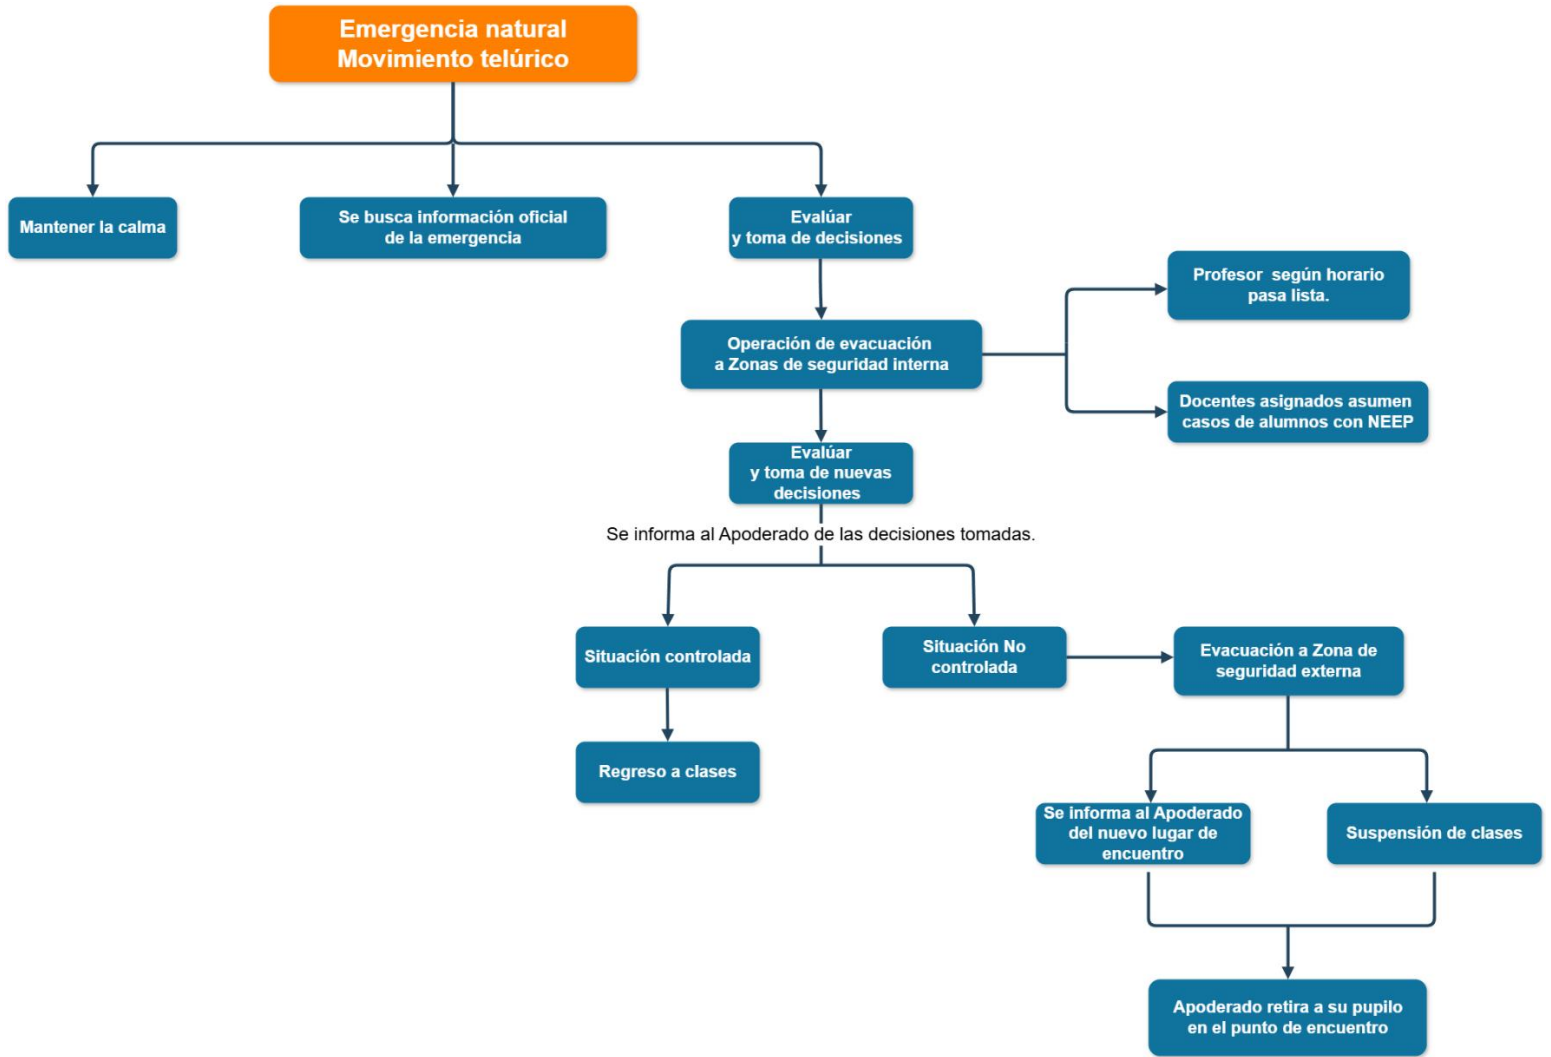 Emergencia natural
Movimiento telúrico
Mantener la calma
Se busca información oficial
de la emergencia
Evalúar
y toma de decisiones
Operación de evacuación
a Zonas de seguridad interna
Profesor  según horario
pasa lista.
Docentes asignados asumen
casos de alumnos con NEEP
Evalúar
y toma de nuevas
decisiones
Se informa al Apoderado de las decisiones tomadas.
Situación controlada
Situación No
controlada
Evacuación a Zona de
seguridad externa
Regreso a clases
Se informa al Apoderado
del nuevo lugar de
encuentro
Suspensión de clases
Apoderado retira a su pupilo
en el punto de encuentro